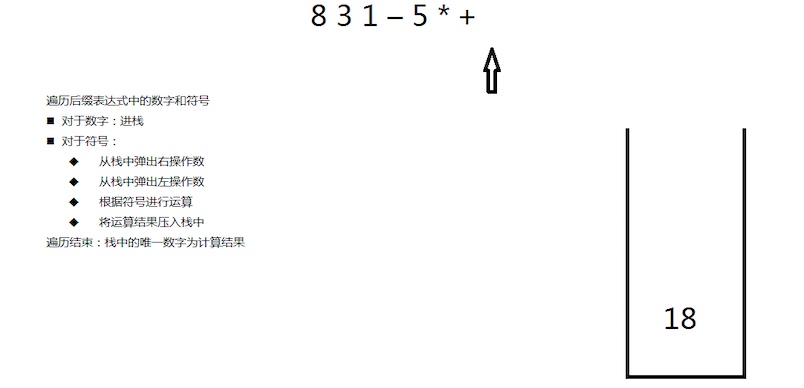 8 3 1 – 5 * +
遍历后缀表达式中的数字和符号
■ 对于数字：进栈
■ 对于符号：
◆ 从栈中弹出右操作数
◆ 从栈中弹出左操作数
◆ 根据符号进行运算
◆ 将运算结果压入栈中
遍历结束：栈中的唯一数字为计算结果
18